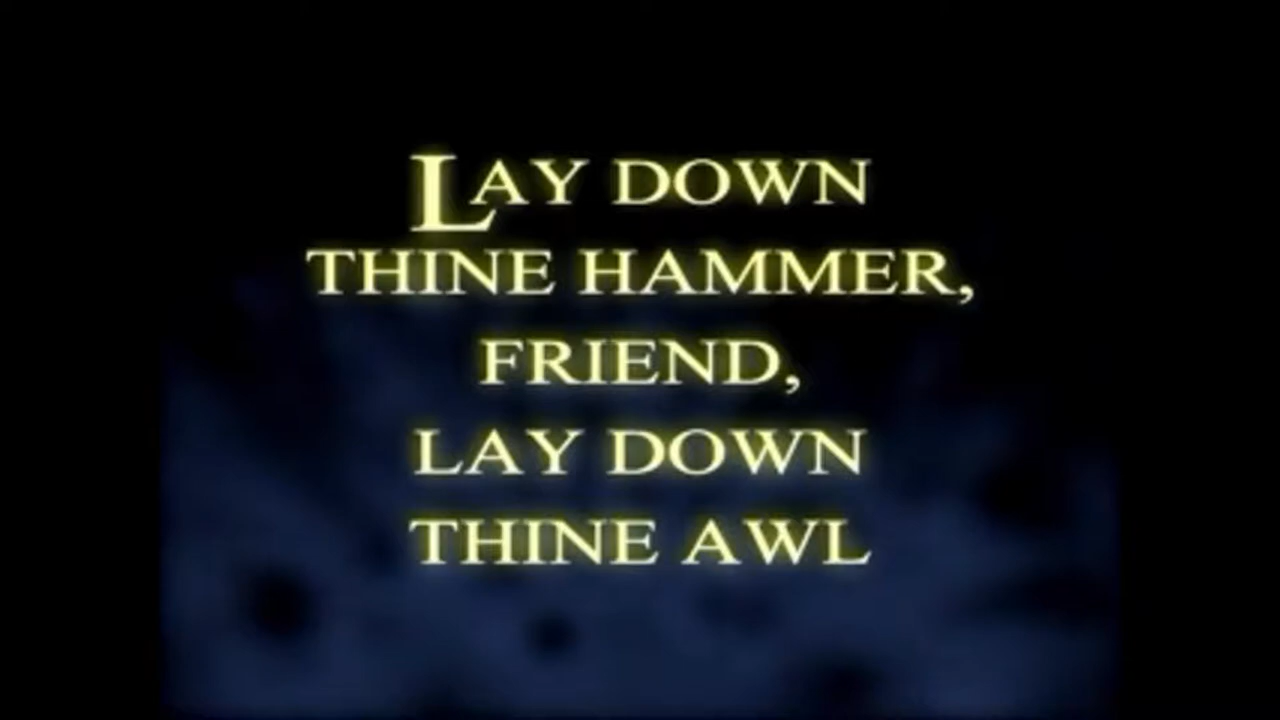 LAY DOWN
THINE HAMMER,
FRIEND,
LAY DOWN
THINE AWL